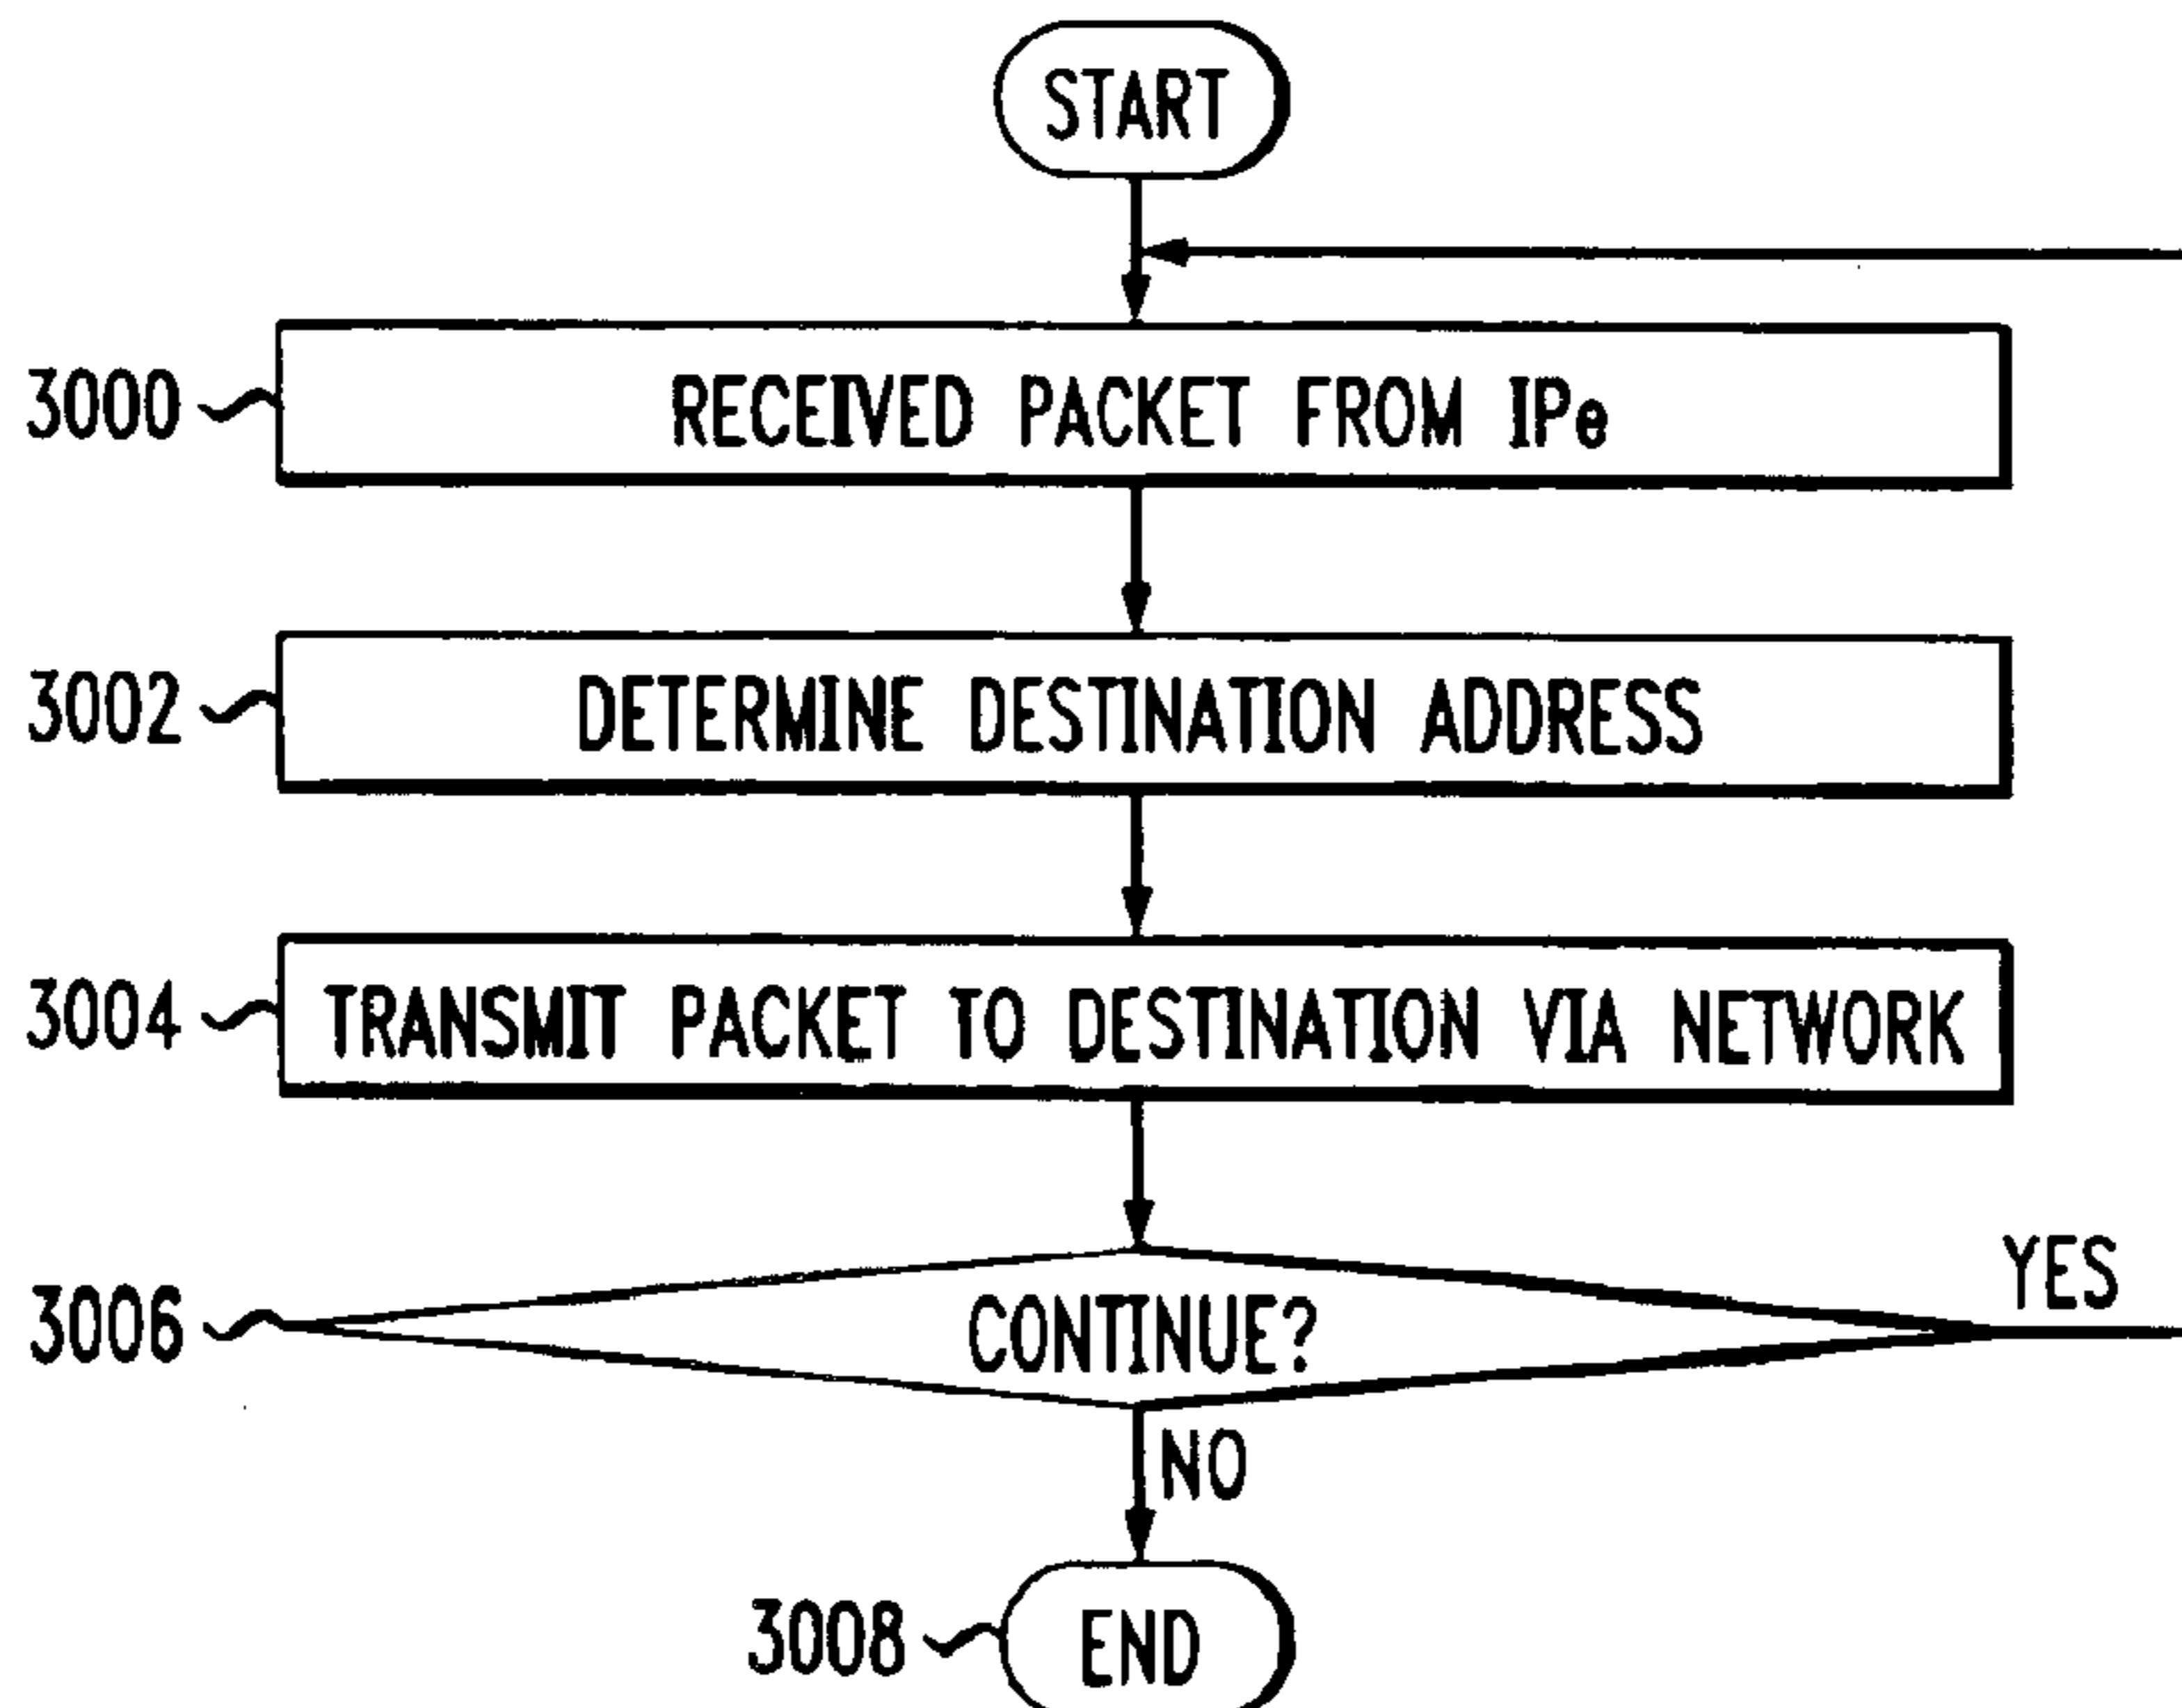 START
3000 RECEIVED PACKET FROM IPe
3002 DETERMINE DESTINATION ADDRESS
3004 TRANSMIT PACKET TO DESTINATION VIA NETWORK
YES
3006 CONTINUE?
NO
3008 END